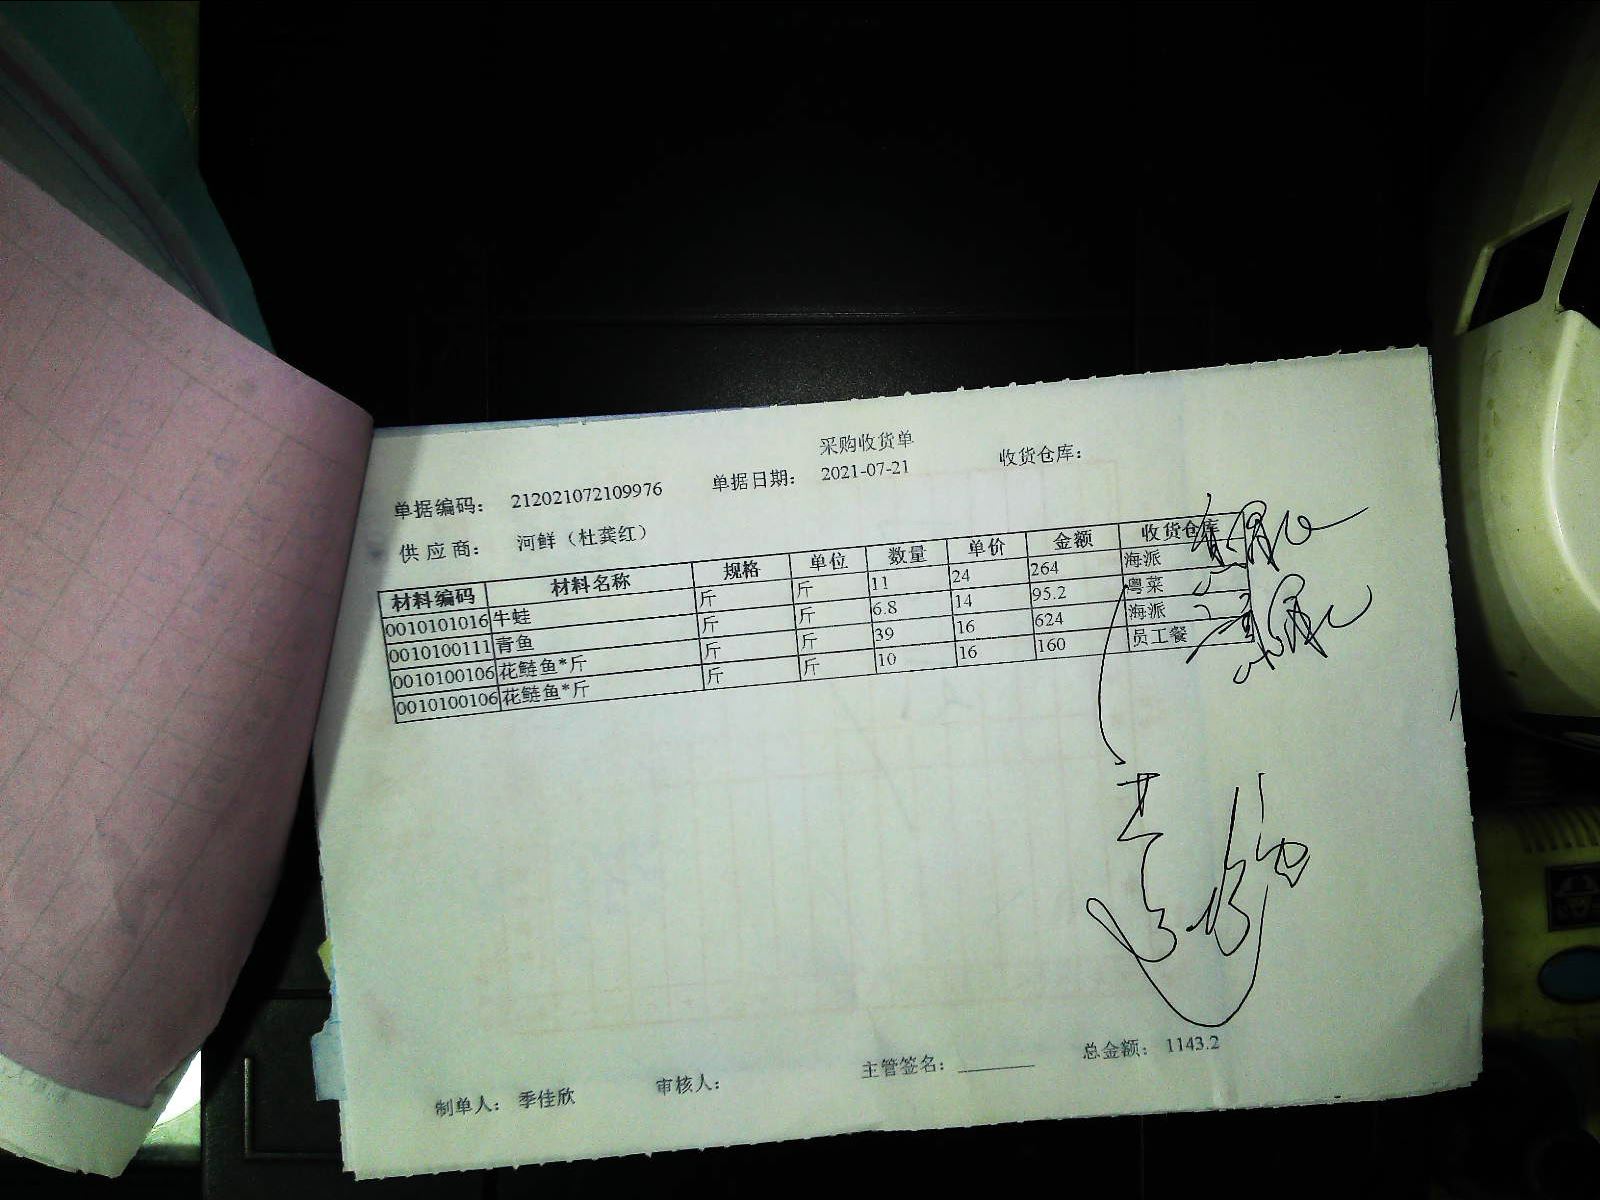 采购收货单
单据编码： 212021072109976 单据日期： 2021-07-21 收货仓库：
供 应 商： 河鲜（杜龚红）
材料编码 材料名称 规格 单位 数量 单价 金额 收货仓库
0010101016 牛蛙 斤 斤 11 24 264 海派
0010100111 青鱼 斤 斤 6.8 14 95.2 粤菜
0010100106 花鲢鱼*斤 斤 斤 39 16 624 海派
0010100106 花鲢鱼*斤 斤 斤 10 16 160 员工餐
制单人： 季佳欣 审核人： 主管签名： 总金额： 1143.2